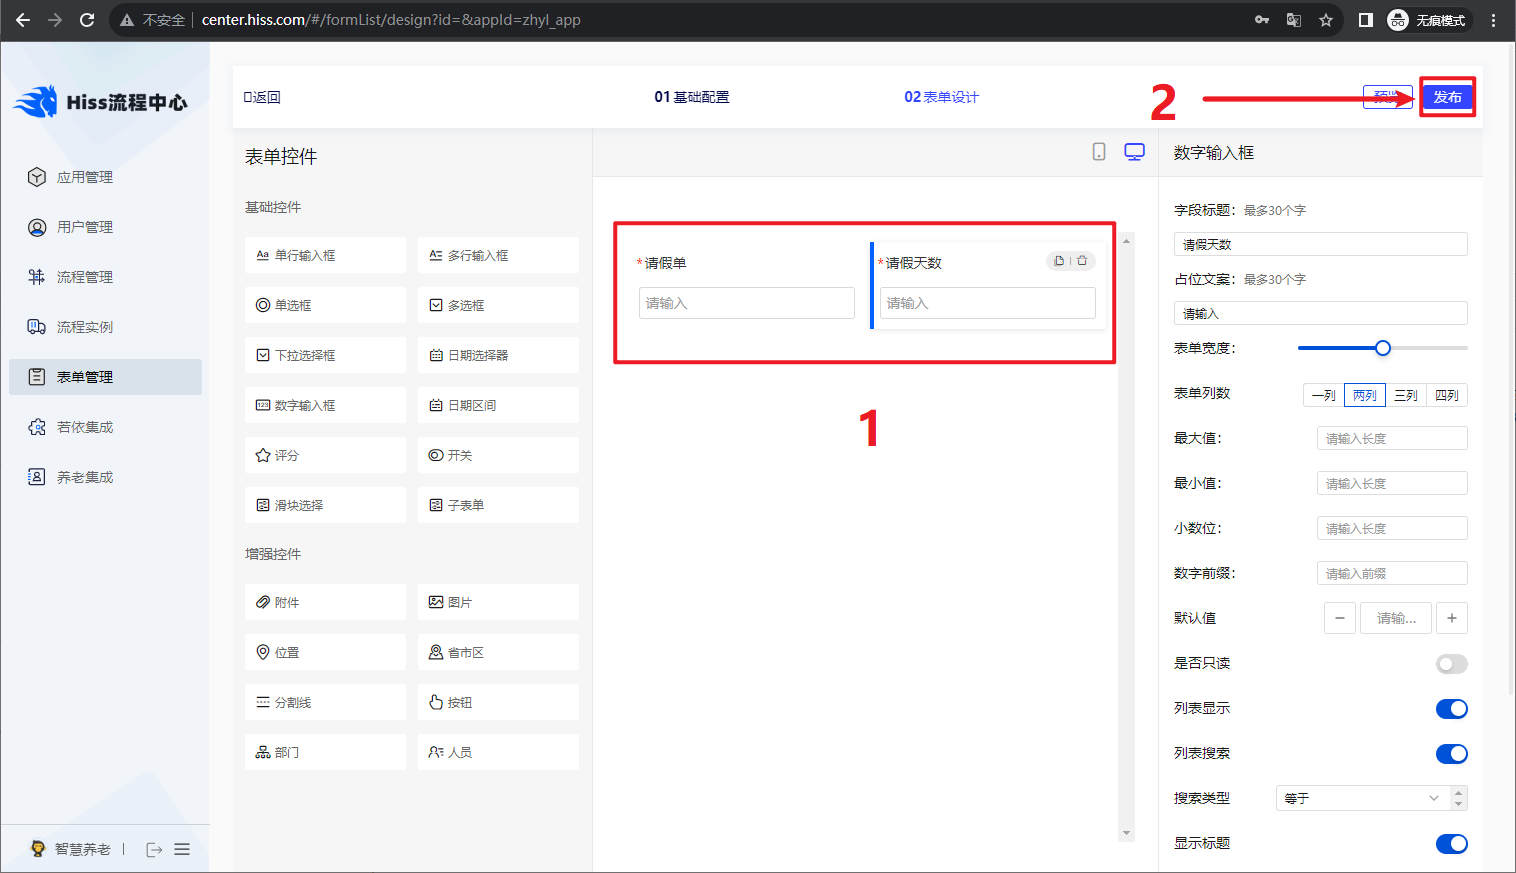 不安全 center.hiss.com/#/formList/design?id=&appId=zhyl_app 无痕模式
Hiss流程中心
应用管理
用户管理
流程管理
流程实例
表单管理
若依集成
养老集成
智慧养老
返回 01 基础配置 02 表单设计 2 发布
表单控件
基础控件
Aa 单行输入框 多行输入框
单选框 多选框
下拉选择框 日期选择器
123 数字输入框 日期区间
评分 开关
滑块选择 子表单
增强控件
附件 图片
位置 省市区
分割线 按钮
部门 人员
*请假单 *请假天数
请输入 请输入
1
数字输入框
字段标题: 最多30个字
请假天数
占位文案: 最多30个字
请输入
表单宽度:
表单列数 一列 两列 三列 四列
最大值: 请输入长度
最小值: 请输入长度
小数位: 请输入长度
数字前缀: 请输入前缀
默认值 − 请输... +
是否只读
列表显示
列表搜索
搜索类型 等于
显示标题